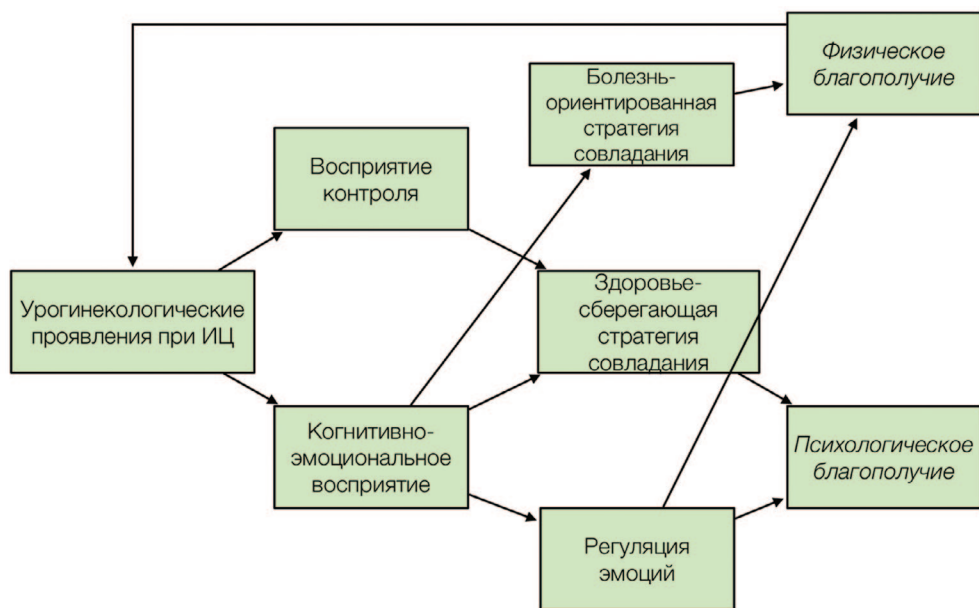 Физическое
благополучие
Болезнь-
ориентированная
стратегия
совладания
Восприятие
контроля
Урогинекологические
проявления при ИЦ
Здоровье-
сберегающая
стратегия
совладания
Когнитивно-
эмоциональное
восприятие
Психологическое
благополучие
Регуляция
эмоций